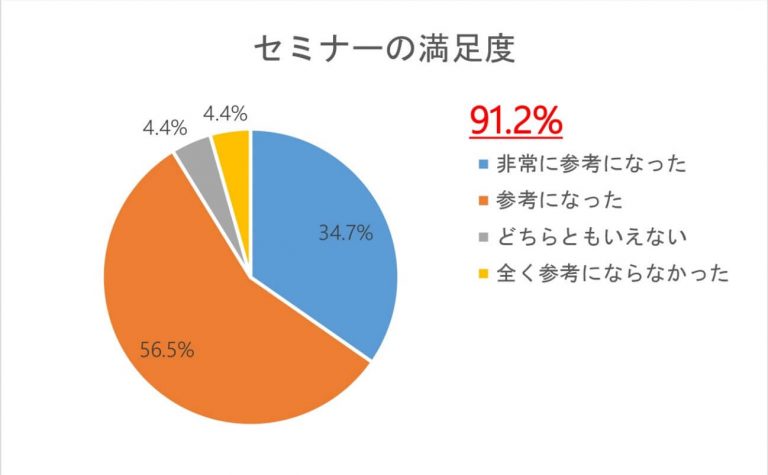 セミナーの満足度
4.4%
4.4%
91.2%
非常に参考になった
参考になった
どちらともいえない
全く参考にならなかった
34.7%
56.5%